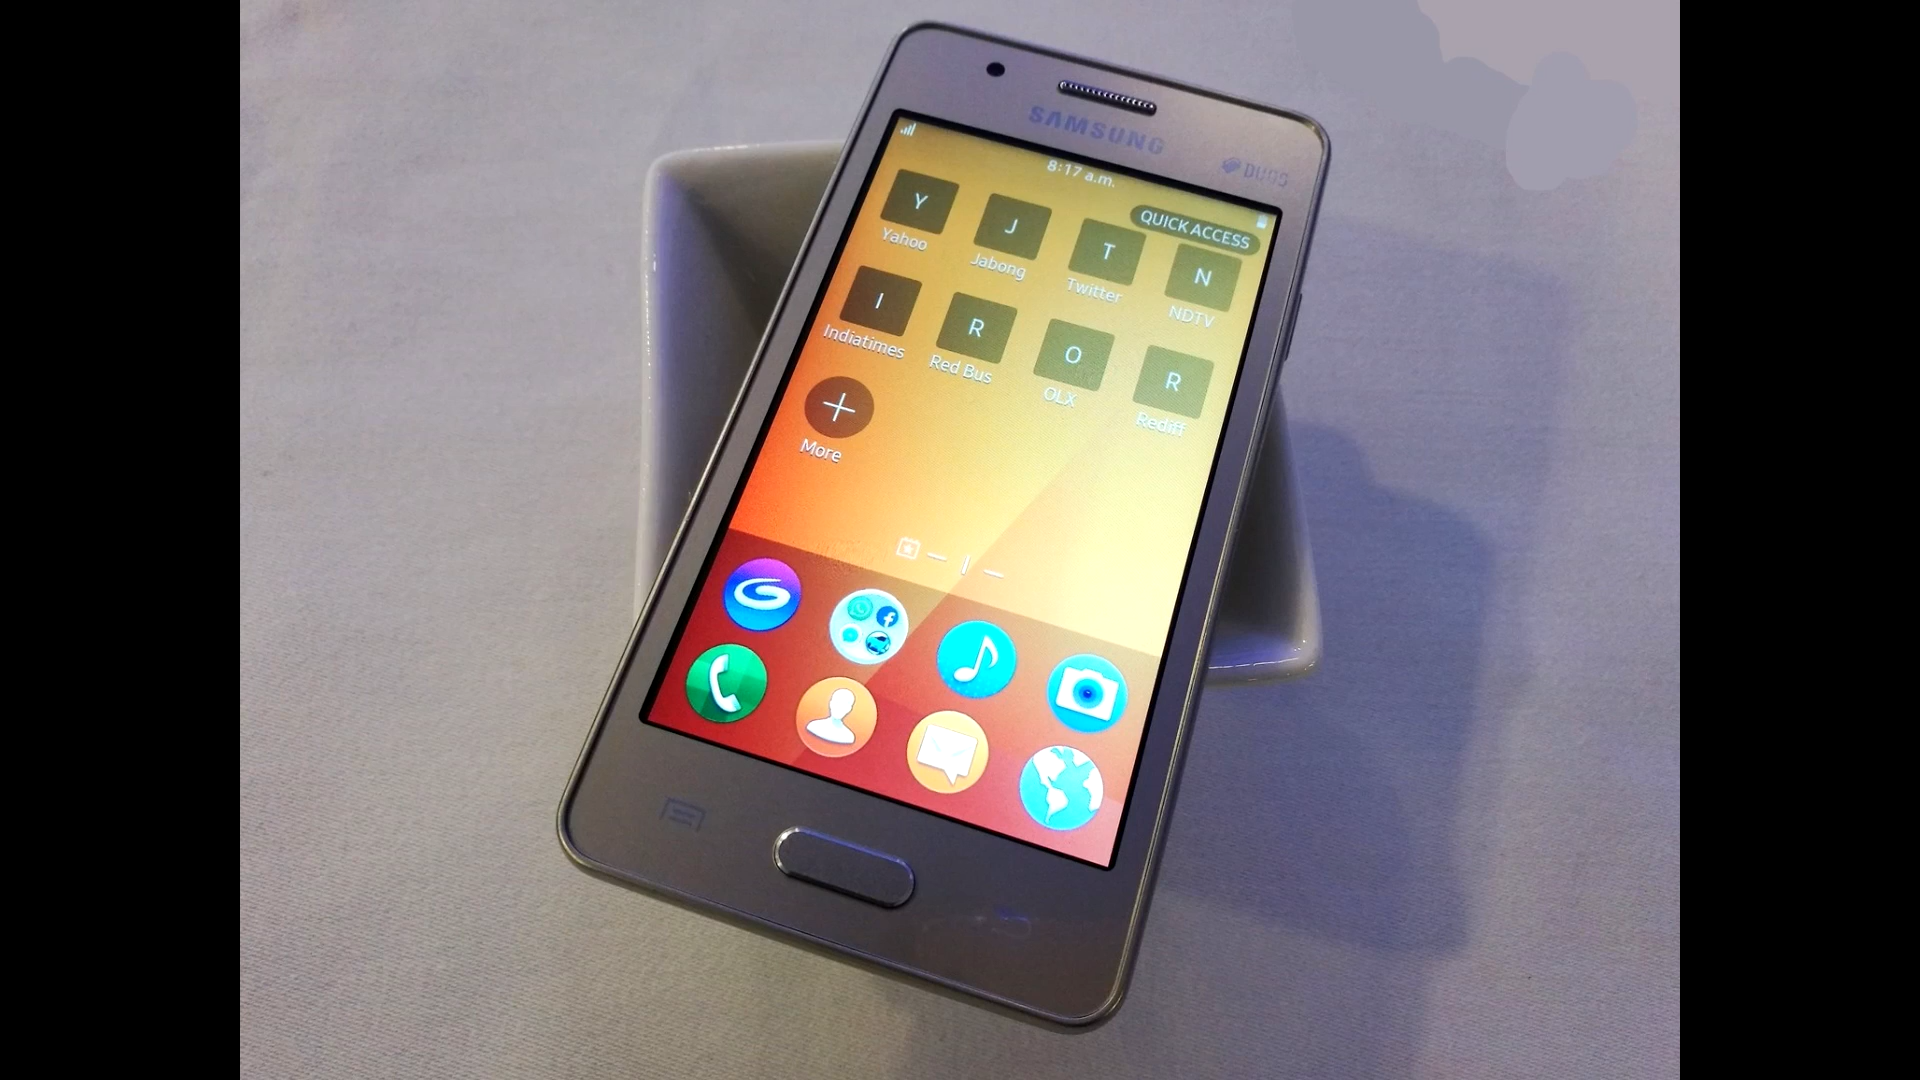 SAMSUNG
DUOS
8:17 a.m.
QUICK ACCESS
Y
J
T
N
Yahoo
Jabong
Twitter
NDTV
I
R
O
R
Indiatimes
Red Bus
OLX
Rediff
More